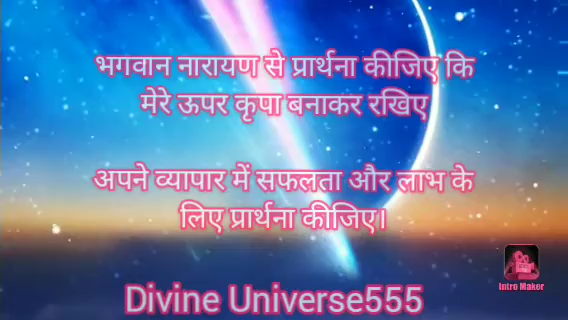 भगवान नारायण से प्रार्थना कीजिए कि
मेरे ऊपर कृपा बनाकर रखिए
अपने व्यापार में सफलता और लाभ के
लिए प्रार्थना कीजिए।
Intro Maker
Divine Universe555